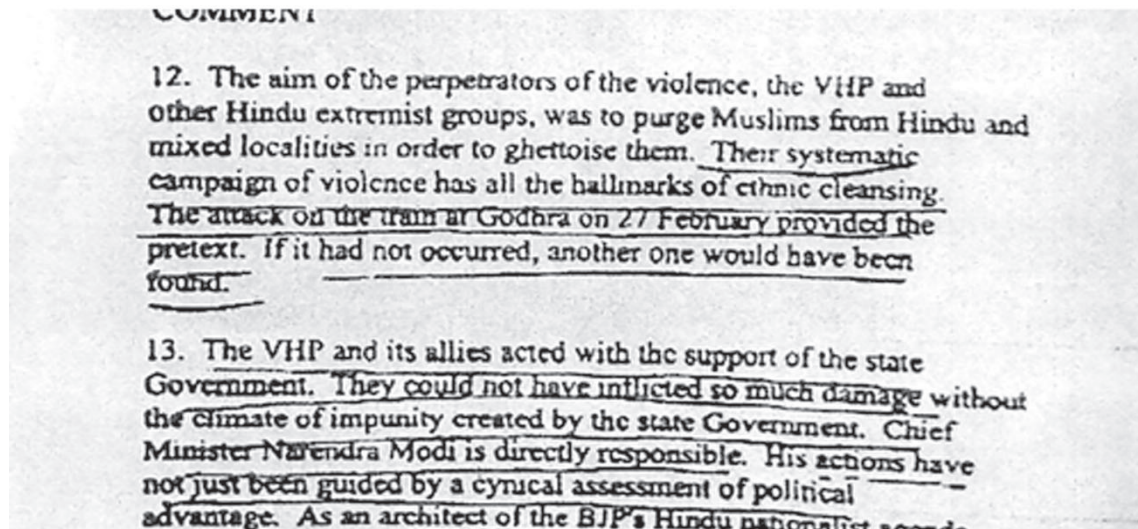 COMMENT
12. The aim of the perpetrators of the violence, the VHP and
other Hindu extremist groups, was to purge Muslims from Hindu and
mixed localities in order to ghettoise them. Their systematic
campaign of violence has all the hallmarks of ethnic cleansing.
The attack on the train at Godhra on 27 February provided the
pretext. If it had not occurred, another one would have been
found.
13. The VHP and its allies acted with the support of the state
Government. They could not have inflicted so much damage without
the climate of impunity created by the state Government. Chief
Minister Narendra Modi is directly responsible. His actions have
not just been guided by a cynical assessment of political
advantage. As an architect of the BJP's Hindu nationalist agenda